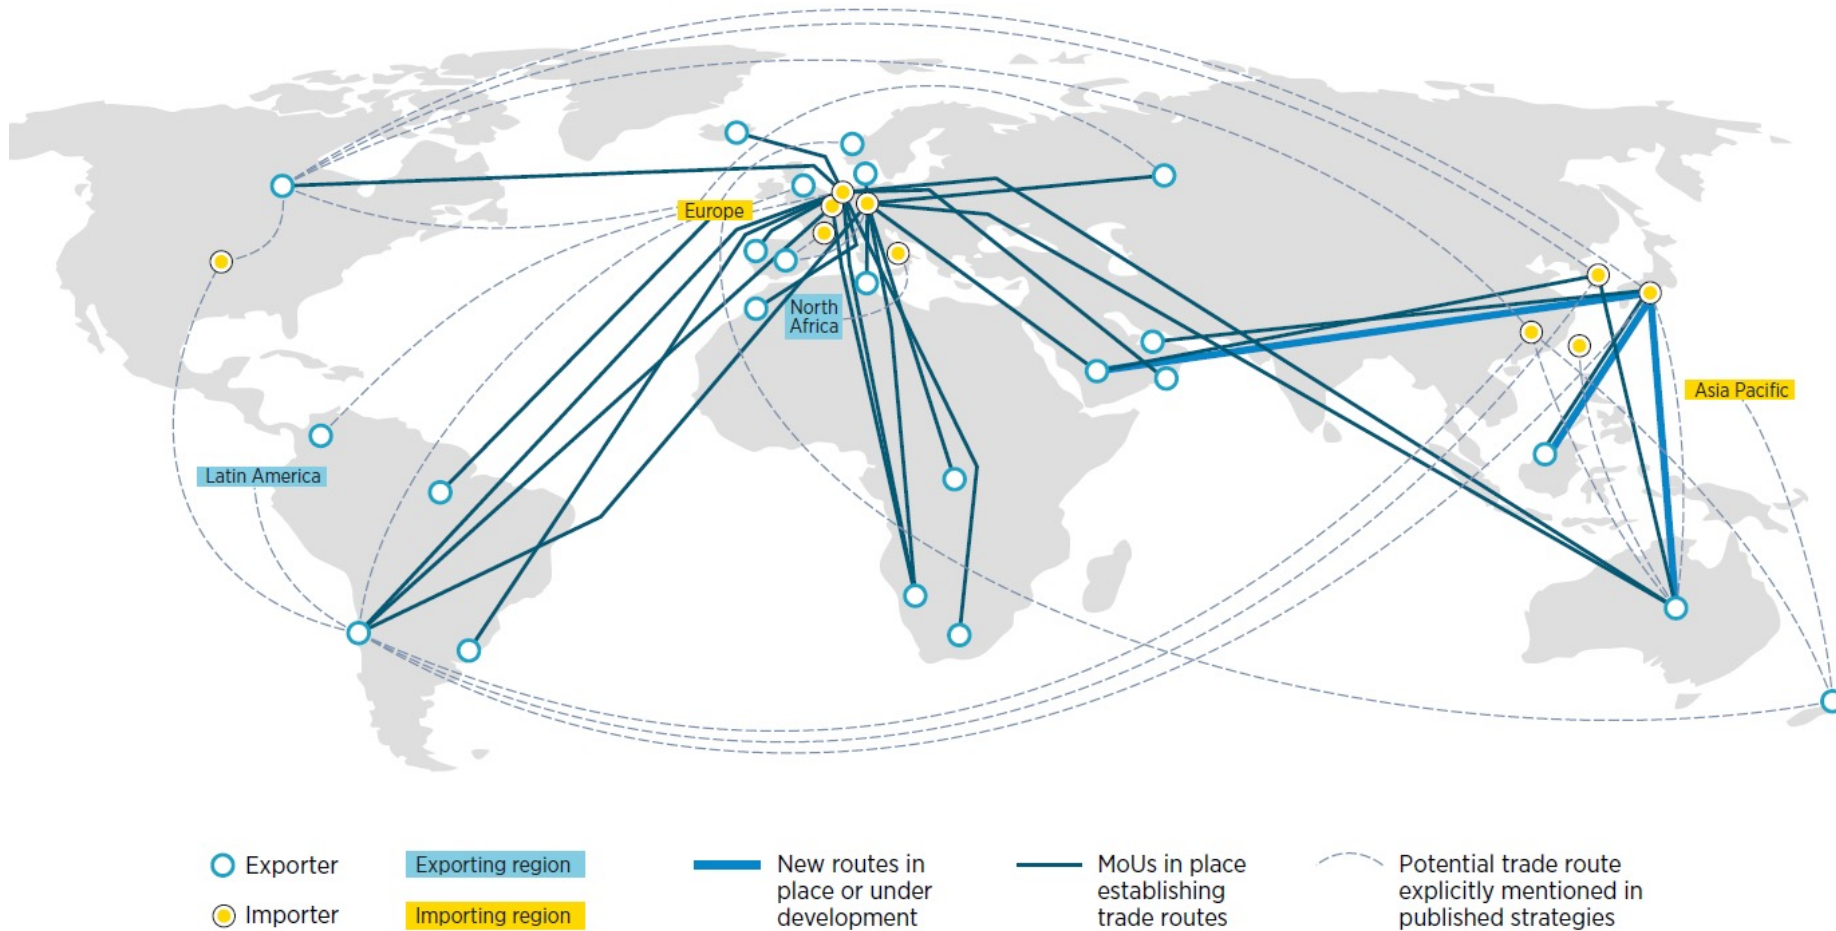 Europe
North
Africa
Asia Pacific
Latin America
Exporter
Importer
Exporting region
Importing region
New routes in
place or under
development
MoUs in place
establishing
trade routes
Potential trade route
explicitly mentioned in
published strategies